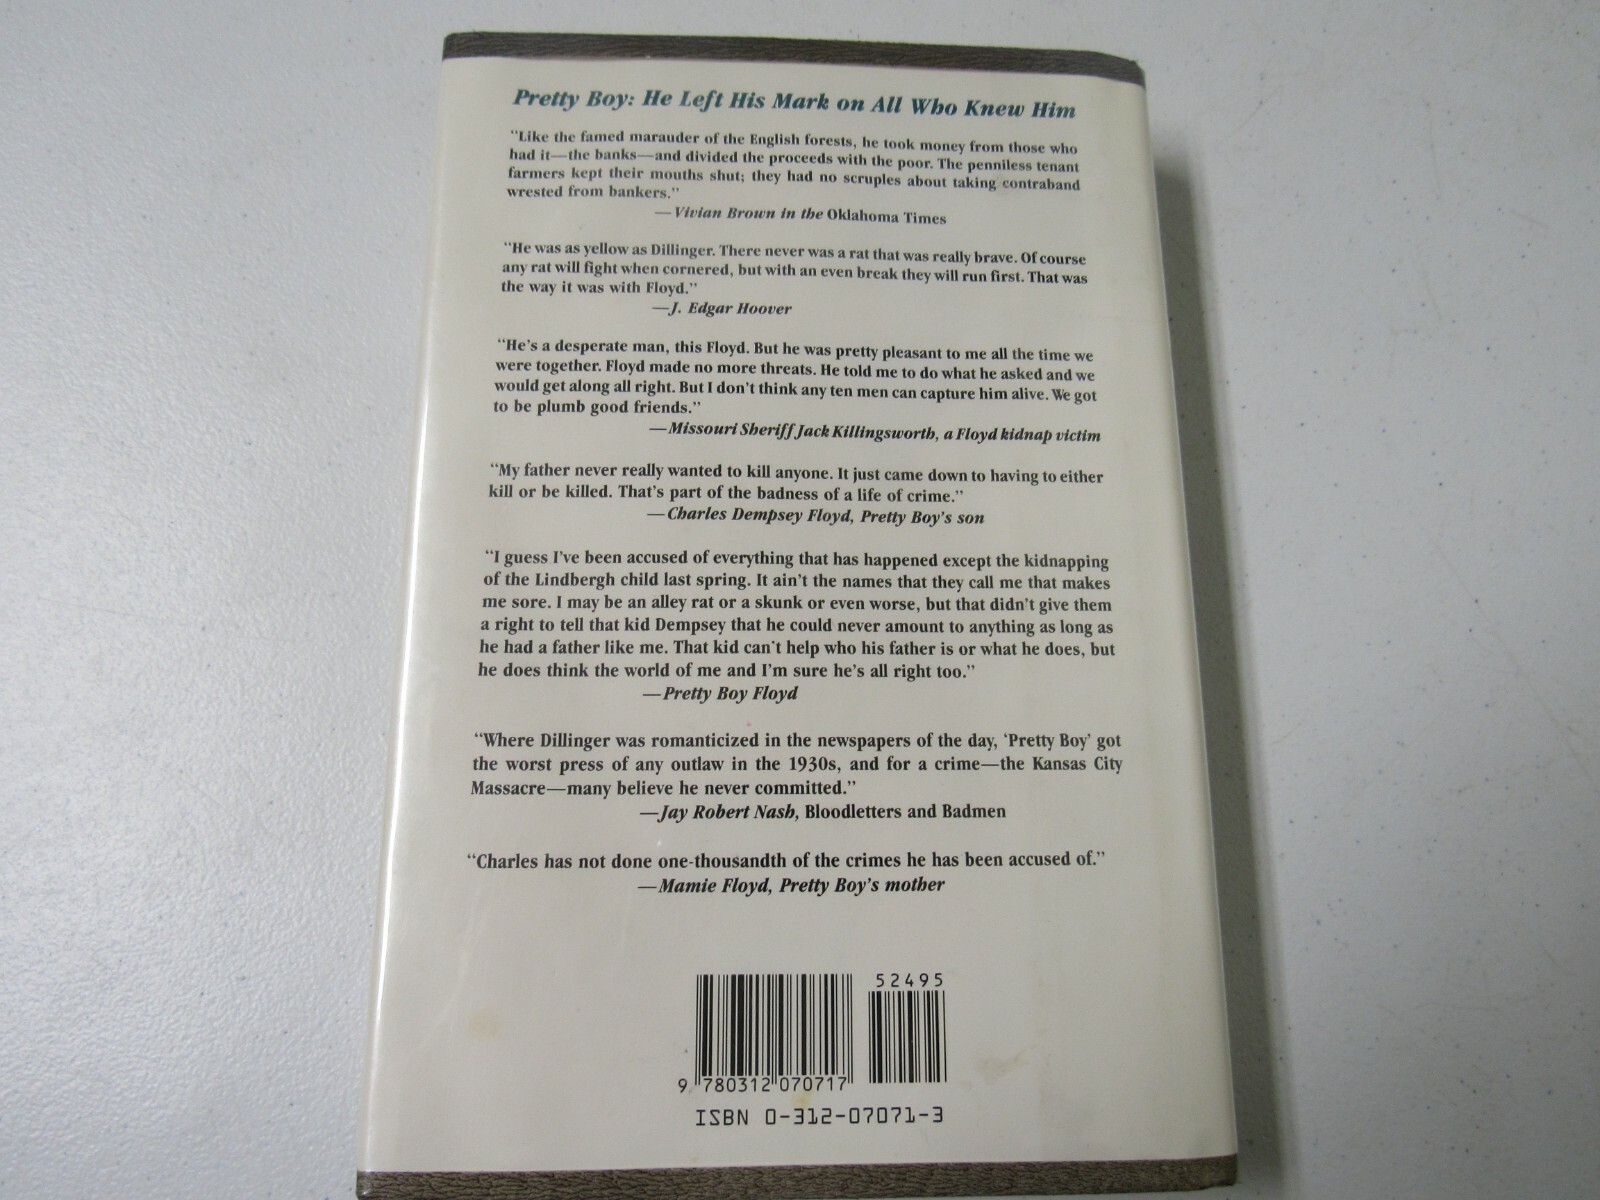 Pretty Boy: He Left His Mark on All Who Knew Him
"Like the famed marauder of the English forests, he took money from those who
had it—the banks—and divided the proceeds with the poor. The penniless tenant
farmers kept their mouths shut; they had no scruples about taking contraband
wrested from bankers."
—Vivian Brown in the Oklahoma Times
"He was as yellow as Dillinger. There never was a rat that was really brave. Of course
any rat will fight when cornered, but with an even break they will run first. That was
the way it was with Floyd."
—J. Edgar Hoover
"He's a desperate man, this Floyd. But he was pretty pleasant to me all the time we
were together. Floyd made no more threats. He told me to do what he asked and we
would get along all right. But I don't think any ten men can capture him alive. We got
to be plumb good friends."
—Missouri Sheriff Jack Killingsworth, a Floyd kidnap victim
"My father never really wanted to kill anyone. It just came down to having to either
kill or be killed. That's part of the badness of a life of crime."
—Charles Dempsey Floyd, Pretty Boy's son
"I guess I've been accused of everything that has happened except the kidnapping
of the Lindbergh child last spring. It ain't the names that they call me that makes
me sore. I may be an alley rat or a skunk or even worse, but that didn't give them
a right to tell that kid Dempsey that he could never amount to anything as long as
he had a father like me. That kid can't help who his father is or what he does, but
he does think the world of me and I'm sure he's all right too."
—Pretty Boy Floyd
"Where Dillinger was romanticized in the newspapers of the day, 'Pretty Boy' got
the worst press of any outlaw in the 1930s, and for a crime—the Kansas City
Massacre—many believe he never committed."
—Jay Robert Nash, Bloodletters and Badmen
"Charles has not done one-thousandth of the crimes he has been accused of."
—Mamie Floyd, Pretty Boy's mother
52495
9 780312 070717
ISBN 0-312-07071-3